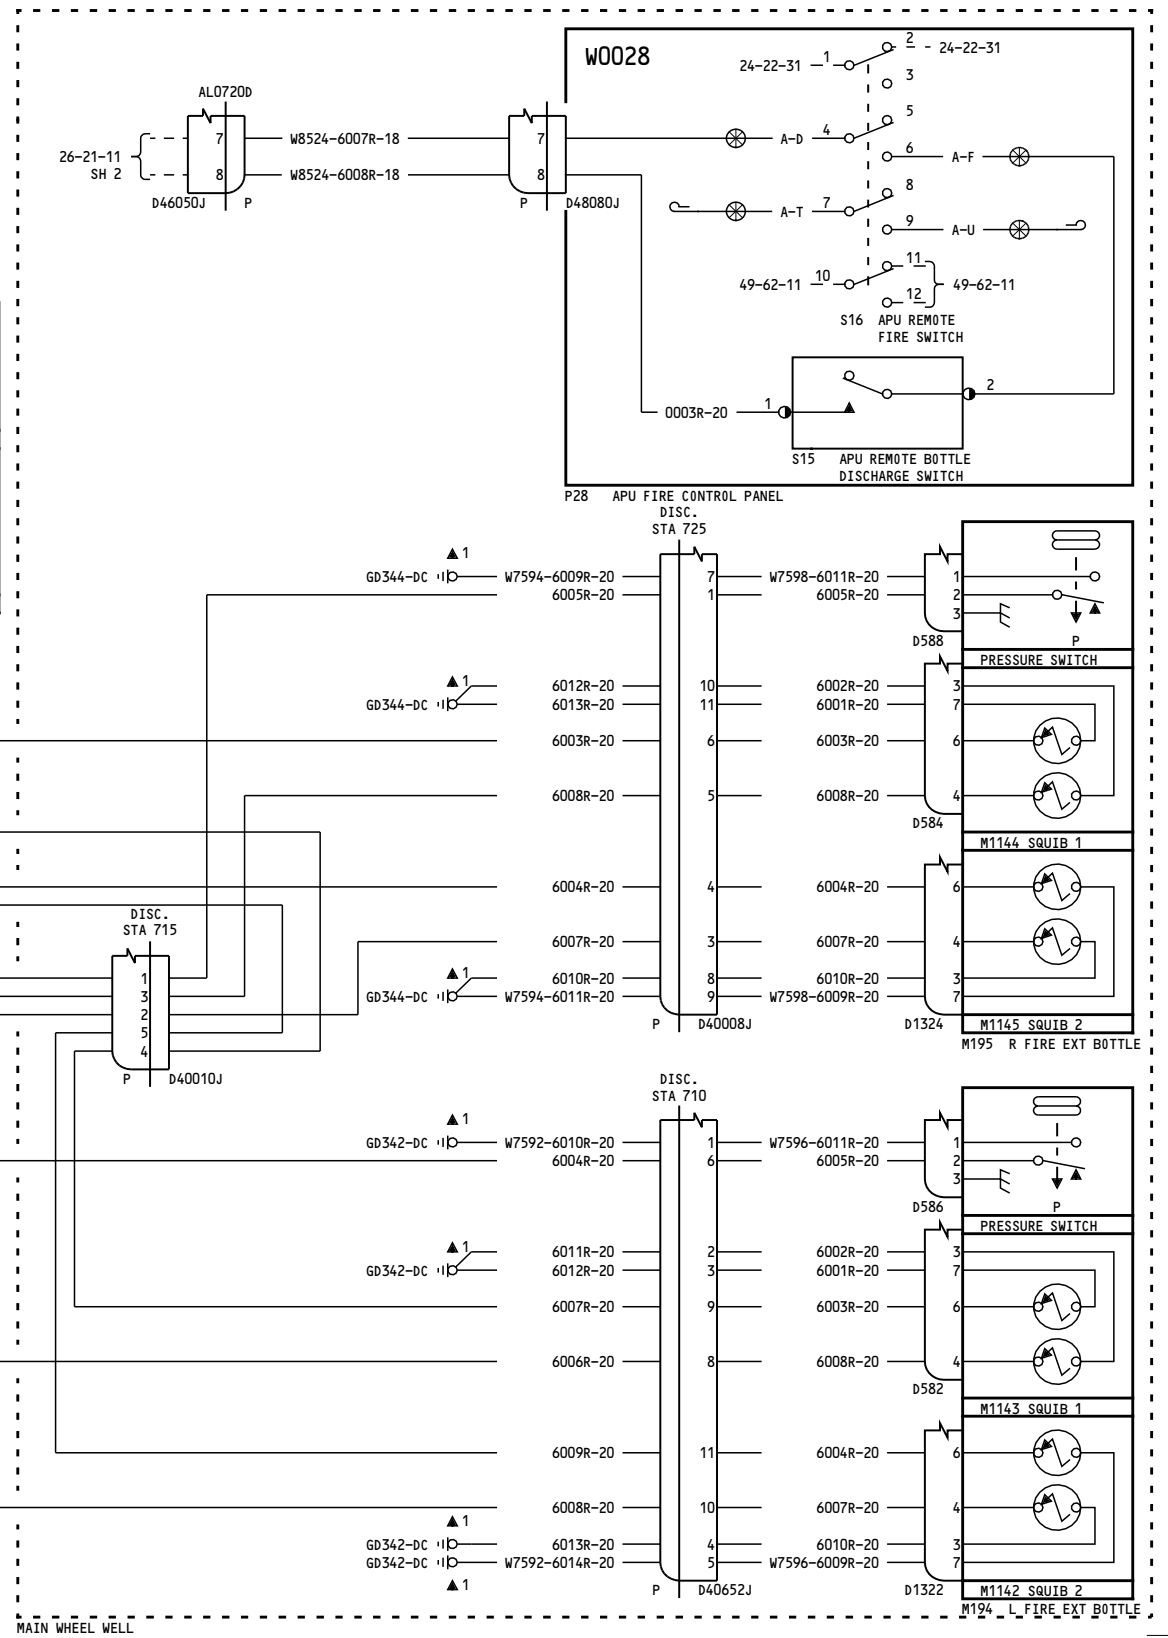 W0028
2 24-22-31
24-22-31 1
3
AL0720D
5
7 W8524-6007R-18 7 A-D 4
6 A-F
26-21-11
SH 2
8 W8524-6008R-18 8
8
D46050J P P D48080J
A-T 7
9 A-U
11
49-62-11 10 49-62-11
12
S16 APU REMOTE
FIRE SWITCH
2
0003R-20 1
S15 APU REMOTE BOTTLE
DISCHARGE SWITCH
P28 APU FIRE CONTROL PANEL
DISC.
STA 725
1
GD344-DC W7594-6009R-20 7 W7598-6011R-20 1
6005R-20 1 6005R-20 2
3
D588 P
PRESSURE SWITCH
1
6012R-20 10 6002R-20 3
GD344-DC 6013R-20 11 6001R-20 7
6003R-20 6 6003R-20 6
6008R-20 5 6008R-20 4
D584
M1144 SQUIB 1
6004R-20 4 6004R-20 6
DISC.
STA 715
6007R-20 3 6007R-20 4
1 1 6010R-20 8 6010R-20 3
3 GD344-DC W7594-6011R-20 9 W7598-6009R-20 7
2
P D40008J D1324 M1145 SQUIB 2
5
M195 R FIRE EXT BOTTLE
4
P D40010J
DISC.
STA 710
1
GD342-DC W7592-6010R-20 1 W7596-6011R-20 1
6004R-20 6 6005R-20 2
3
D586 P
PRESSURE SWITCH
1
6011R-20 2 6002R-20 3
GD342-DC 6012R-20 3 6001R-20 7
6007R-20 9 6003R-20 6
6006R-20 8 6008R-20 4
D582
M1143 SQUIB 1
6009R-20 11 6004R-20 6
6008R-20 10 6007R-20 4
1
GD342-DC 6013R-20 4 6010R-20 3
GD342-DC W7592-6014R-20 5 W7596-6009R-20 7
1
P D40652J D1322 M1142 SQUIB 2
M194 L FIRE EXT BOTTLE
MAIN WHEEL WELL